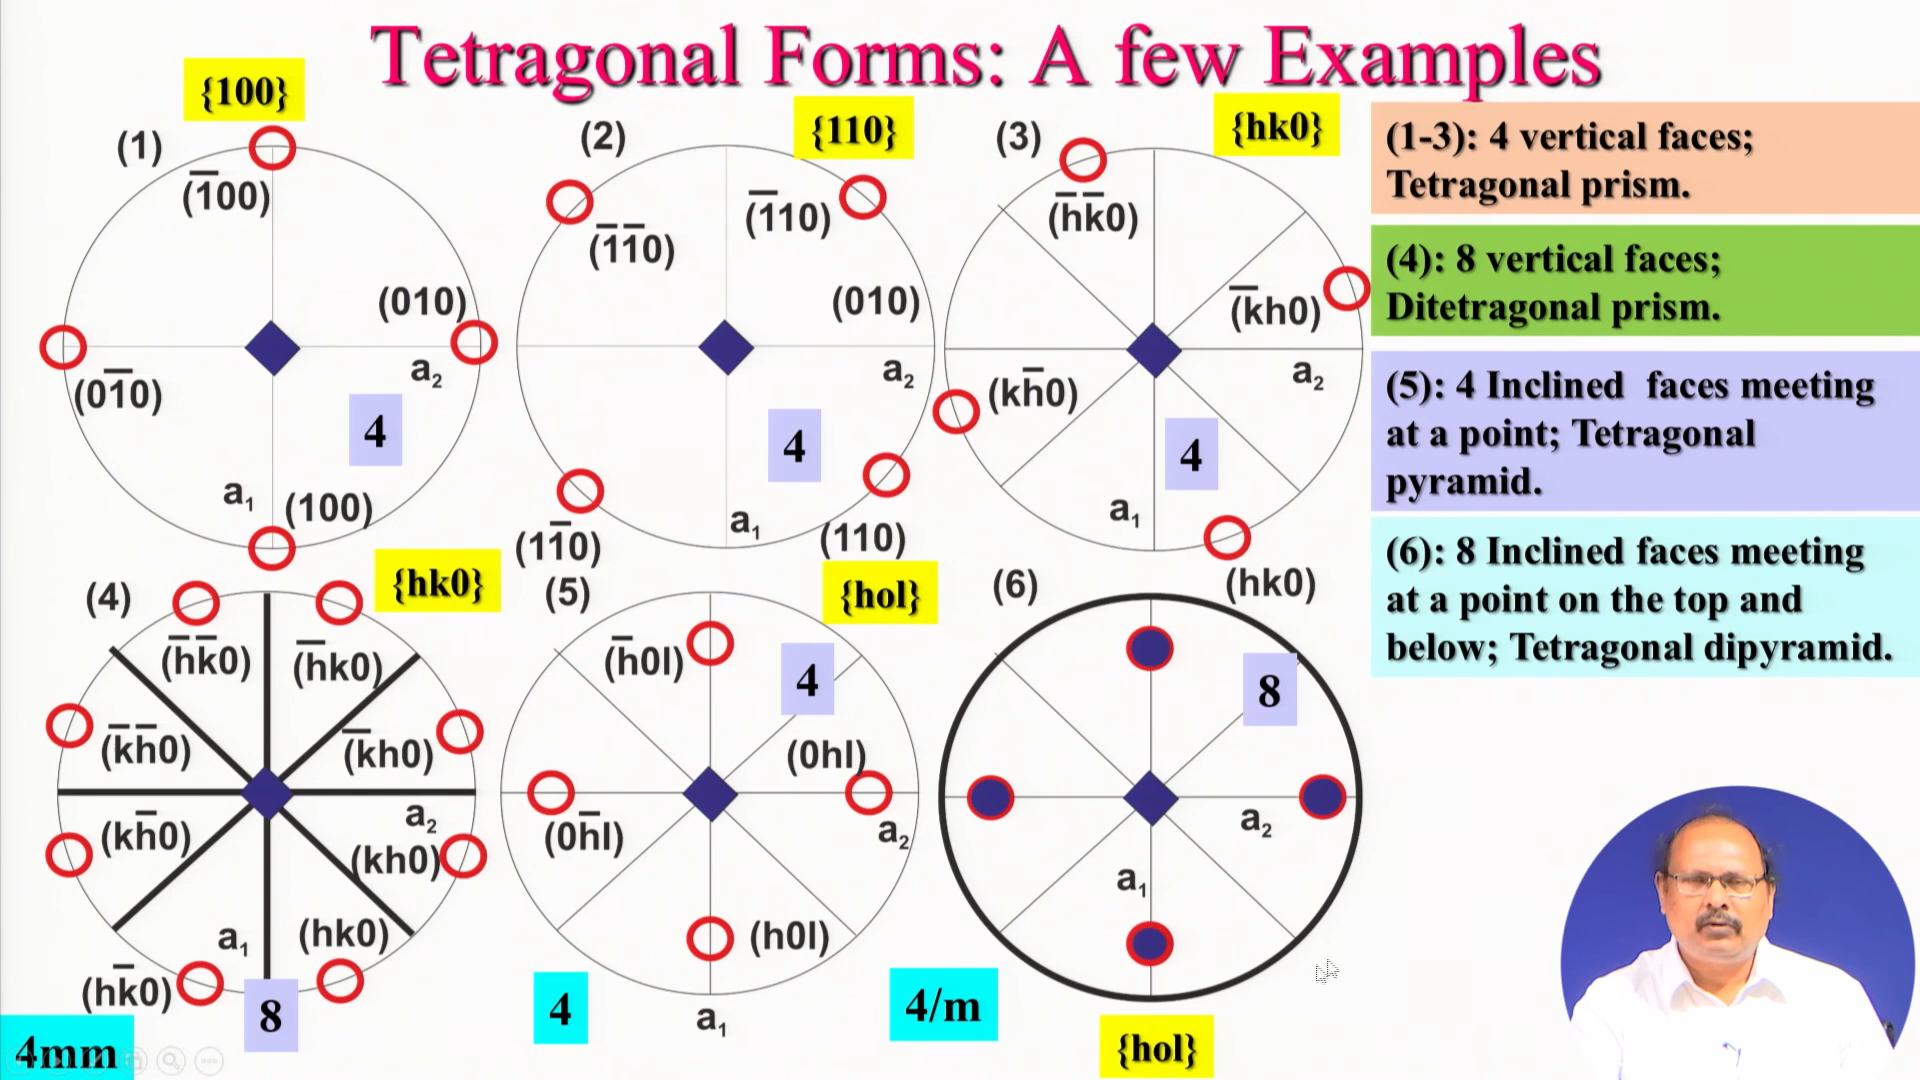 Tetragonal Forms: A few Examples
{100}
(1)
(1̅00)
(010)
a₂
(01̅0)
4
a₁
(100)
{110}
(2)
(1̅1̅0)
(1̅10)
(010)
a₂
4
a₁
(110)
(11̅0)
{hk0}
(3)
(h̅k̅0)
(k̅h0)
a₂
(kh̅0)
4
a₁
(hk0)
{hk0}
(4)
(h̅k̅0)
(h̅k0)
(k̅h̅0)
(k̅h0)
(kh̅0)
a₂
(kh0)
a₁
(hk0)
(hk̅0)
8
4mm
{hol}
(5)
(h̅0l)
4
(0hl)
(0h̅l)
a₂
(h0l)
a₁
4
(6)
8
a₂
a₁
4/m
{hol}
(1-3): 4 vertical faces;
Tetragonal prism.
(4): 8 vertical faces;
Ditetragonal prism.
(5): 4 Inclined faces meeting
at a point; Tetragonal
pyramid.
(6): 8 Inclined faces meeting
at a point on the top and
below; Tetragonal dipyramid.